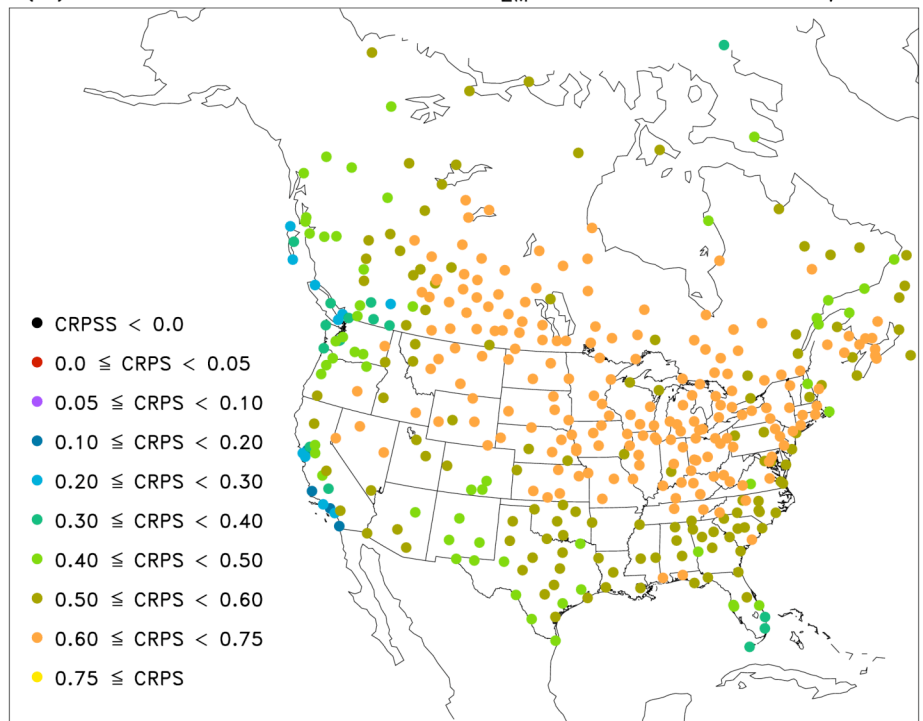 CRPSS < 0.0
0.0 ≦ CRPS < 0.05
0.05 ≦ CRPS < 0.10
0.10 ≦ CRPS < 0.20
0.20 ≦ CRPS < 0.30
0.30 ≦ CRPS < 0.40
0.40 ≦ CRPS < 0.50
0.50 ≦ CRPS < 0.60
0.60 ≦ CRPS < 0.75
0.75 ≦ CRPS